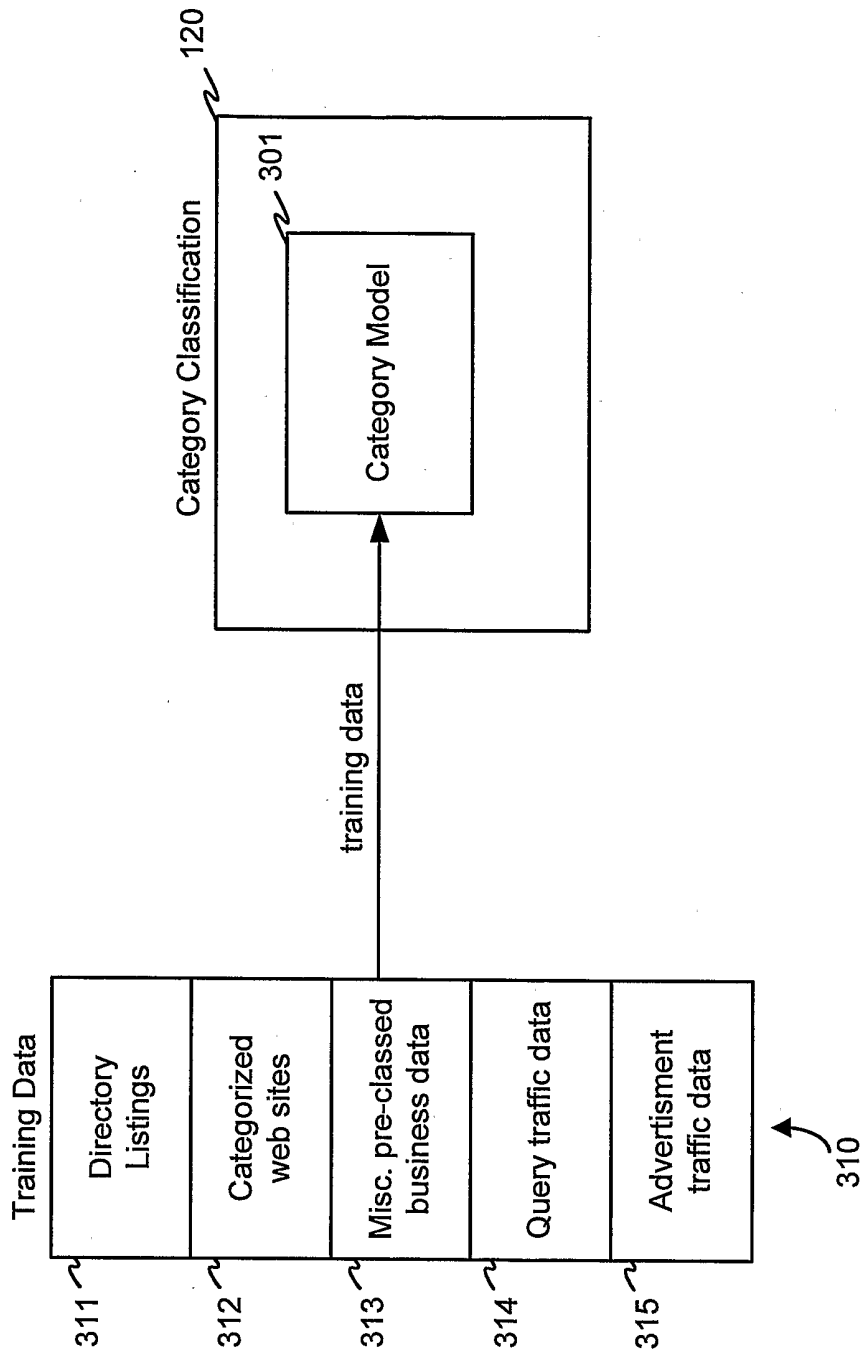 Training Data
311
Directory
Listings
312
Categorized
web sites
313
Misc. pre-classed
business data
314
Query traffic data
315
Advertisment
traffic data
310
training data
Category Classification
120
301
Category Model